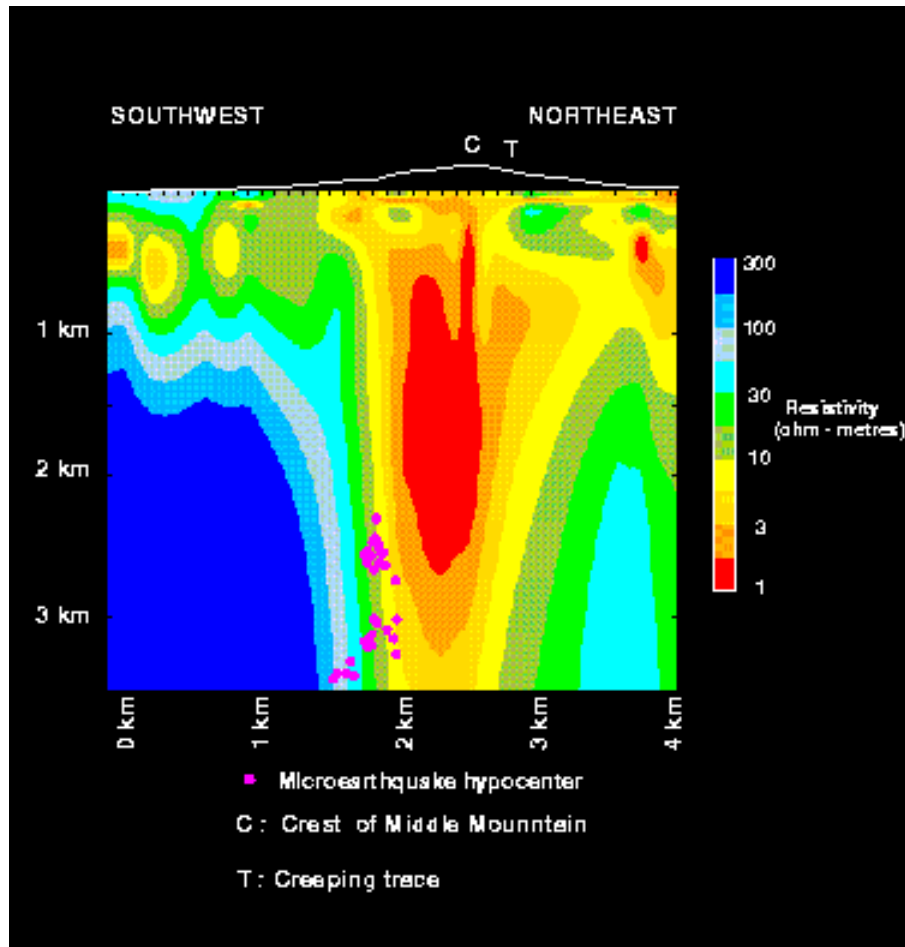 SOUTHWEST NORTHEAST
C T
300
1 km 100
30
Resistivity
(ohm - metres)
2 km 10
3
3 km 1
0 km 1 km 2 km 3 km 4 km
Microearthquake hypocenter
C : Crest of Middle Mounntain
T : Creeping trace